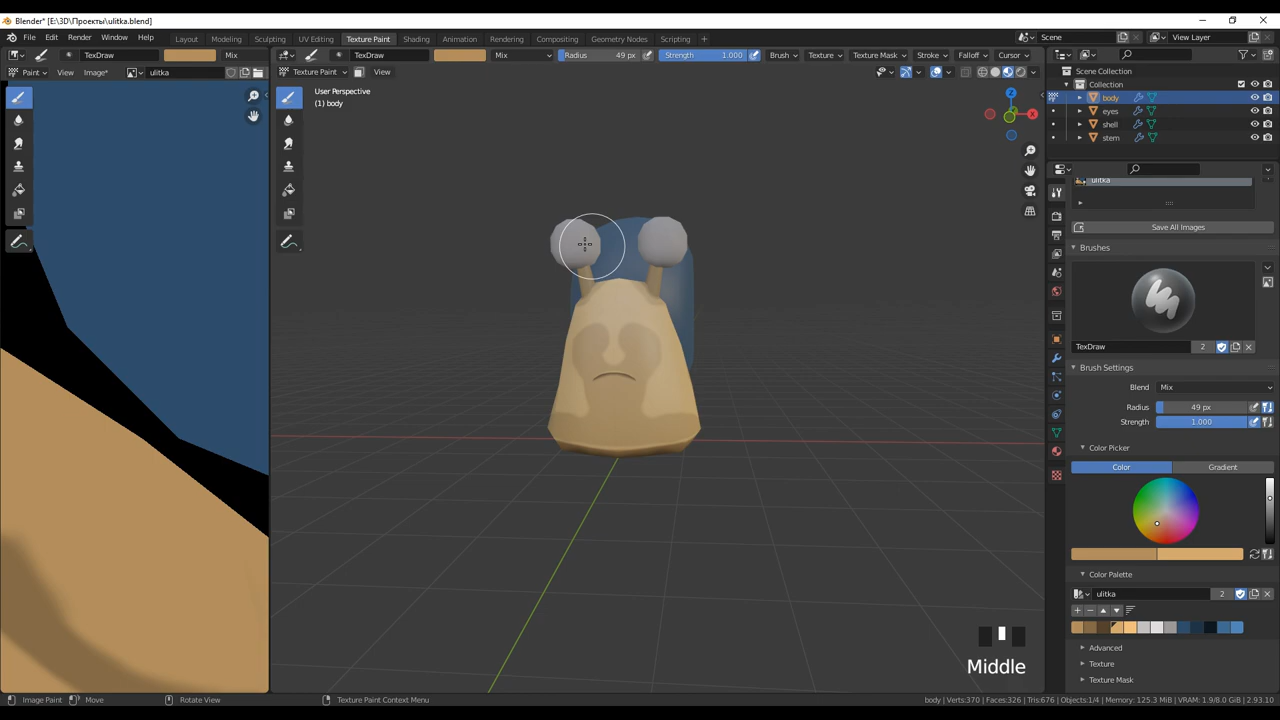 Blender* [E:\3D\Проекты\ulitka.blend]
File Edit Render Window Help Layout Modeling Sculpting UV Editing Texture Paint Shading Animation Rendering Compositing Geometry Nodes Scripting + Scene View Layer
TexDraw Mix TexDraw Mix Radius 49 px Strength 1.000 Brush Texture Texture Mask Stroke Falloff Cursor
Paint View Image* ulitka Texture Paint View
Scene Collection
Collection
body
eyes
shell
stem
User Perspective
(1) body
X
Z
ulitka
Save All Images
Brushes
TexDraw 2
Brush Settings
Blend Mix
Radius 49 px
Strength 1.000
Color Picker
Color Gradient
Color Palette
ulitka 2
Advanced
Texture
Texture Mask
Middle
Image Paint Move Rotate View Texture Paint Context Menu body | Verts:370 | Faces:326 | Tris:676 | Objects:1/4 | Memory: 125.3 MiB | VRAM: 1.9/8.0 GiB | 2.93.10